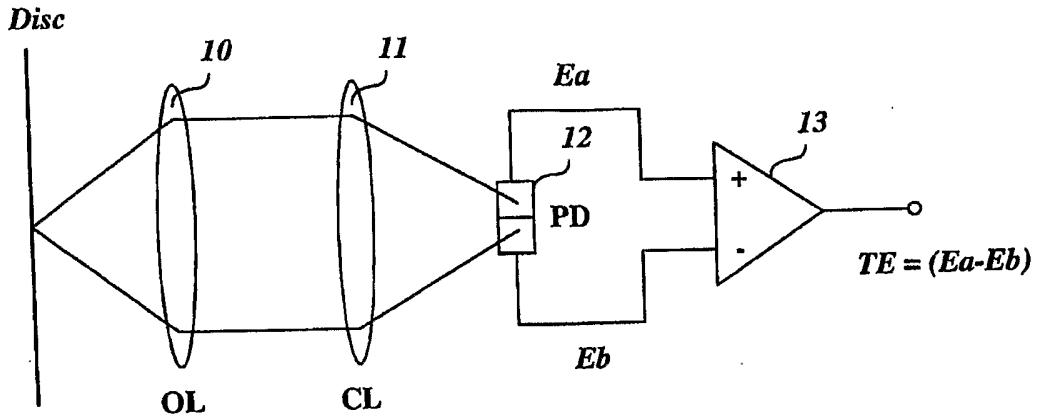 Disc
10
11
Ea
12
13
+
PD
-
TE = (Ea-Eb)
Eb
OL
CL